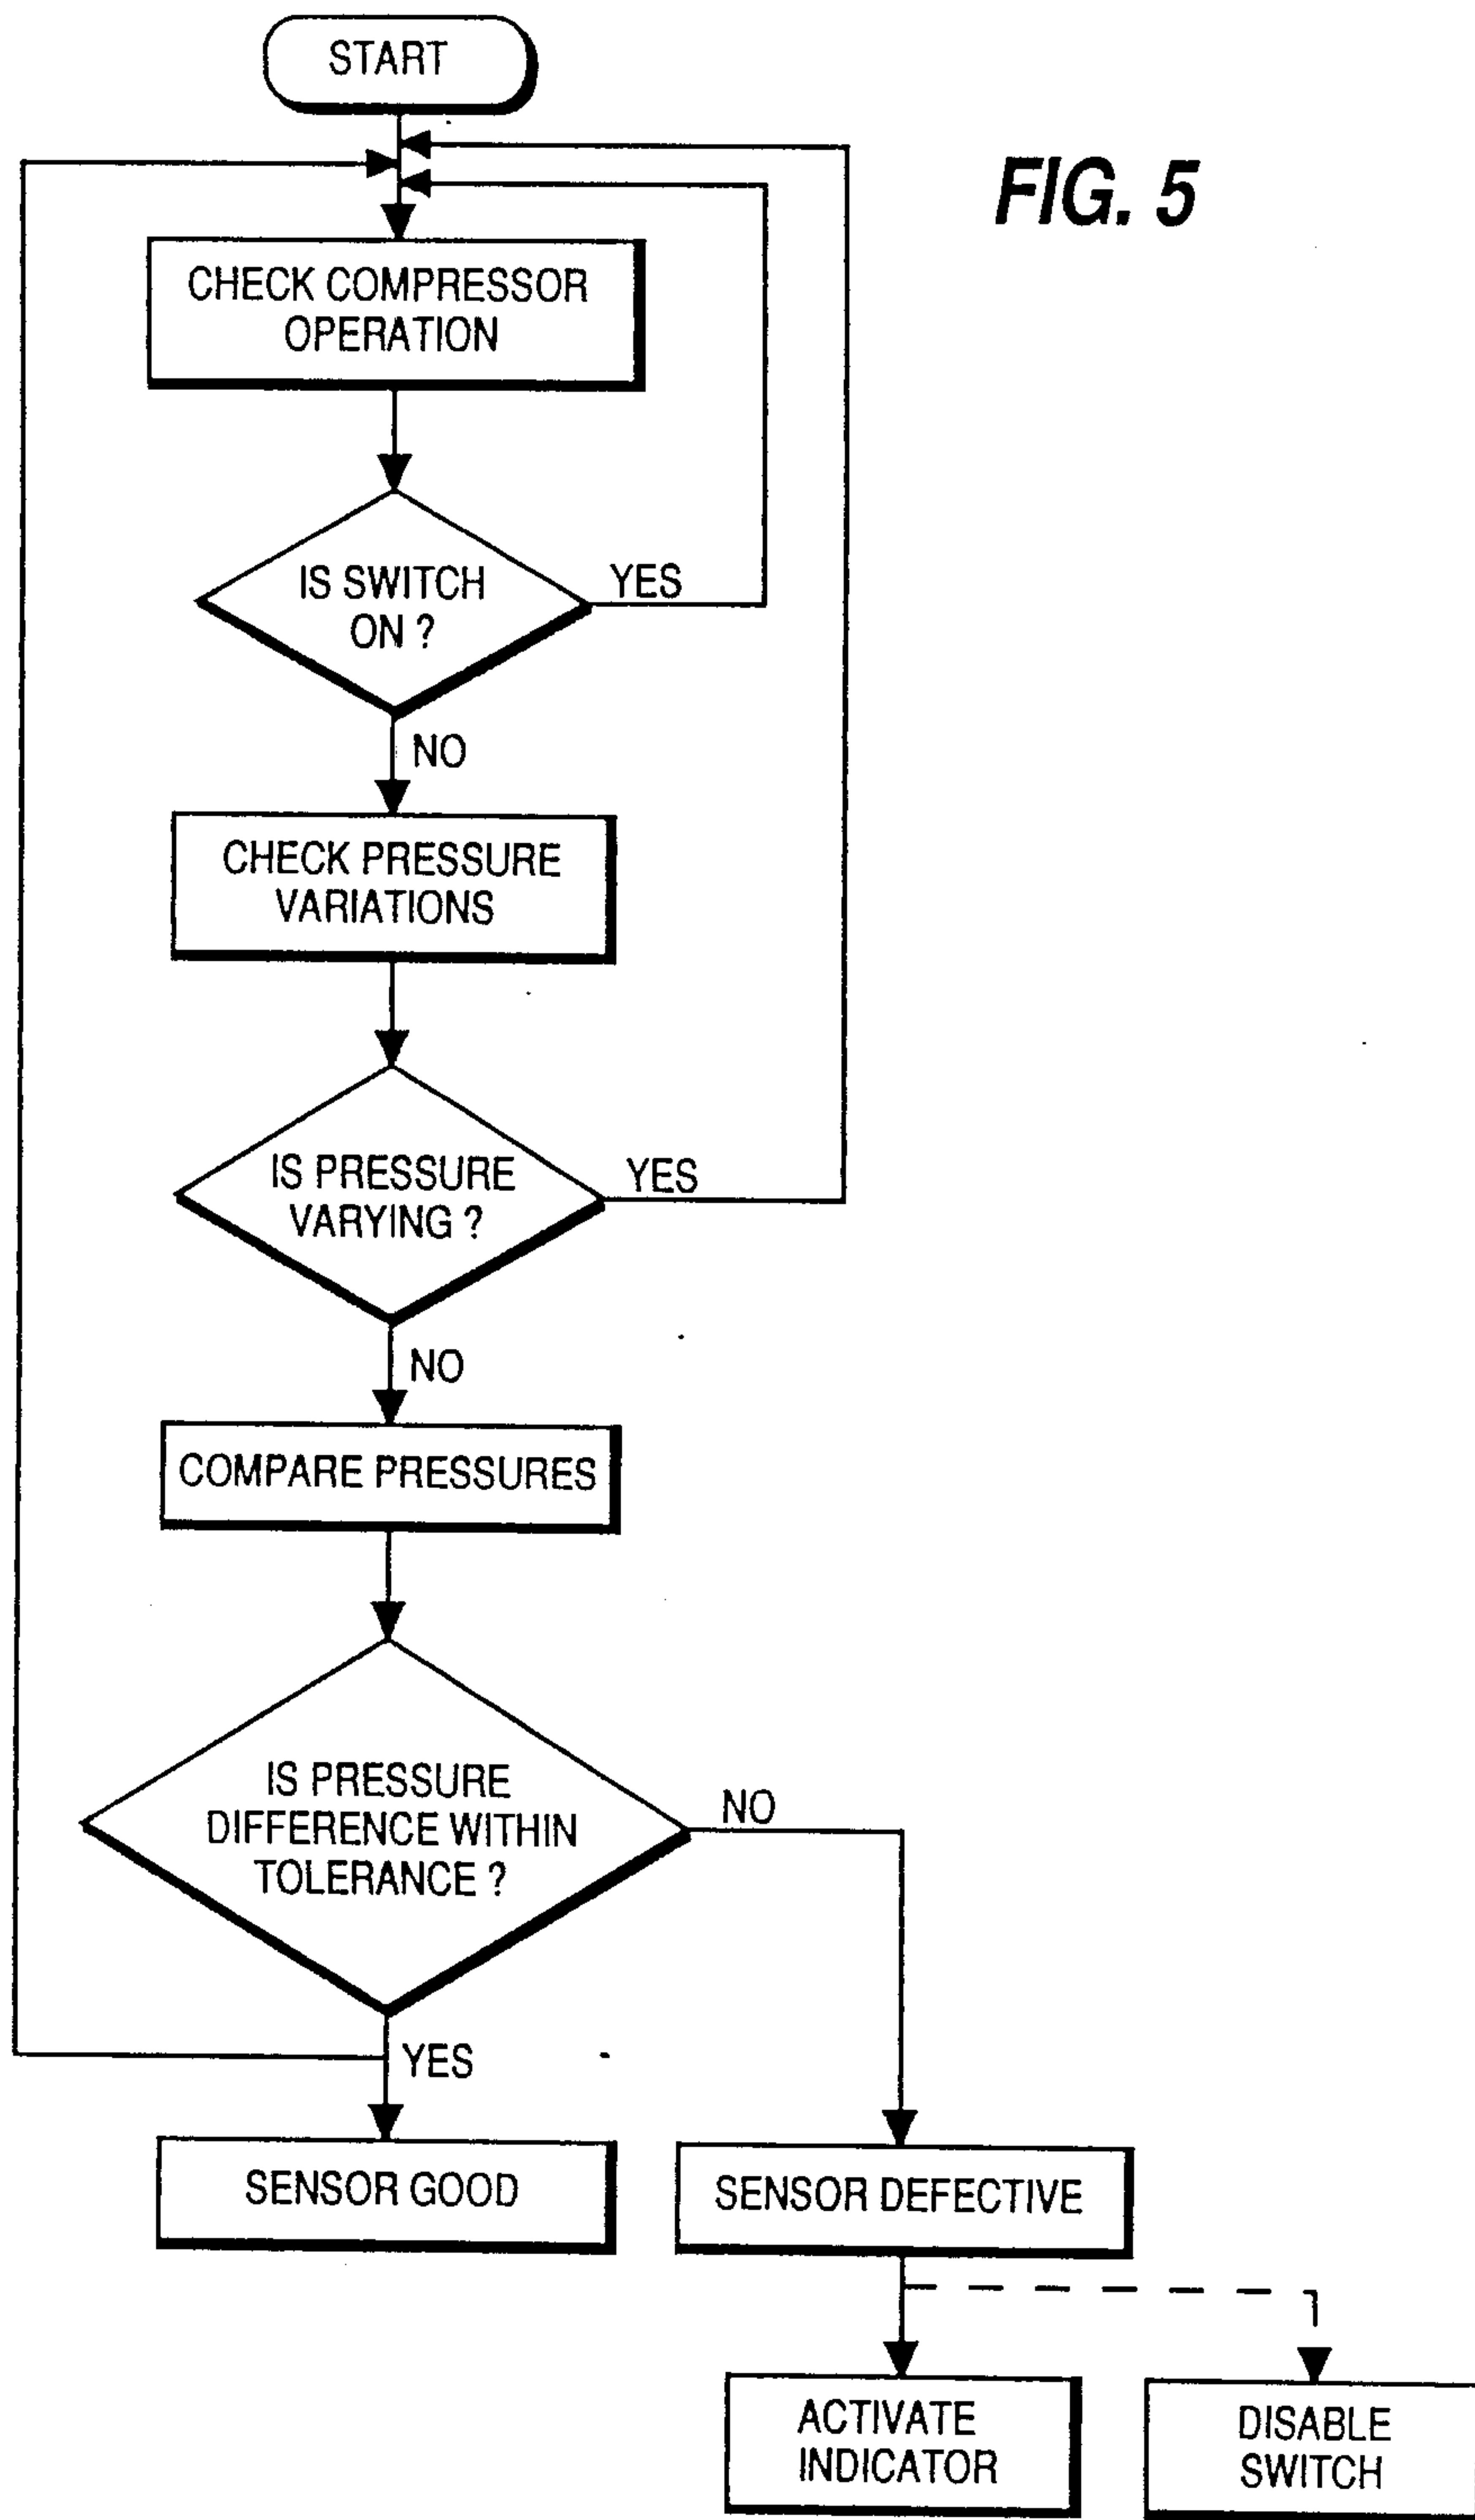 START
FIG. 5
CHECK COMPRESSOR
OPERATION
IS SWITCH
ON ?
YES
NO
CHECK PRESSURE
VARIATIONS
IS PRESSURE
VARYING ?
YES
NO
COMPARE PRESSURES
IS PRESSURE
DIFFERENCE WITHIN
TOLERANCE ?
NO
YES
SENSOR GOOD
SENSOR DEFECTIVE
ACTIVATE
INDICATOR
DISABLE
SWITCH